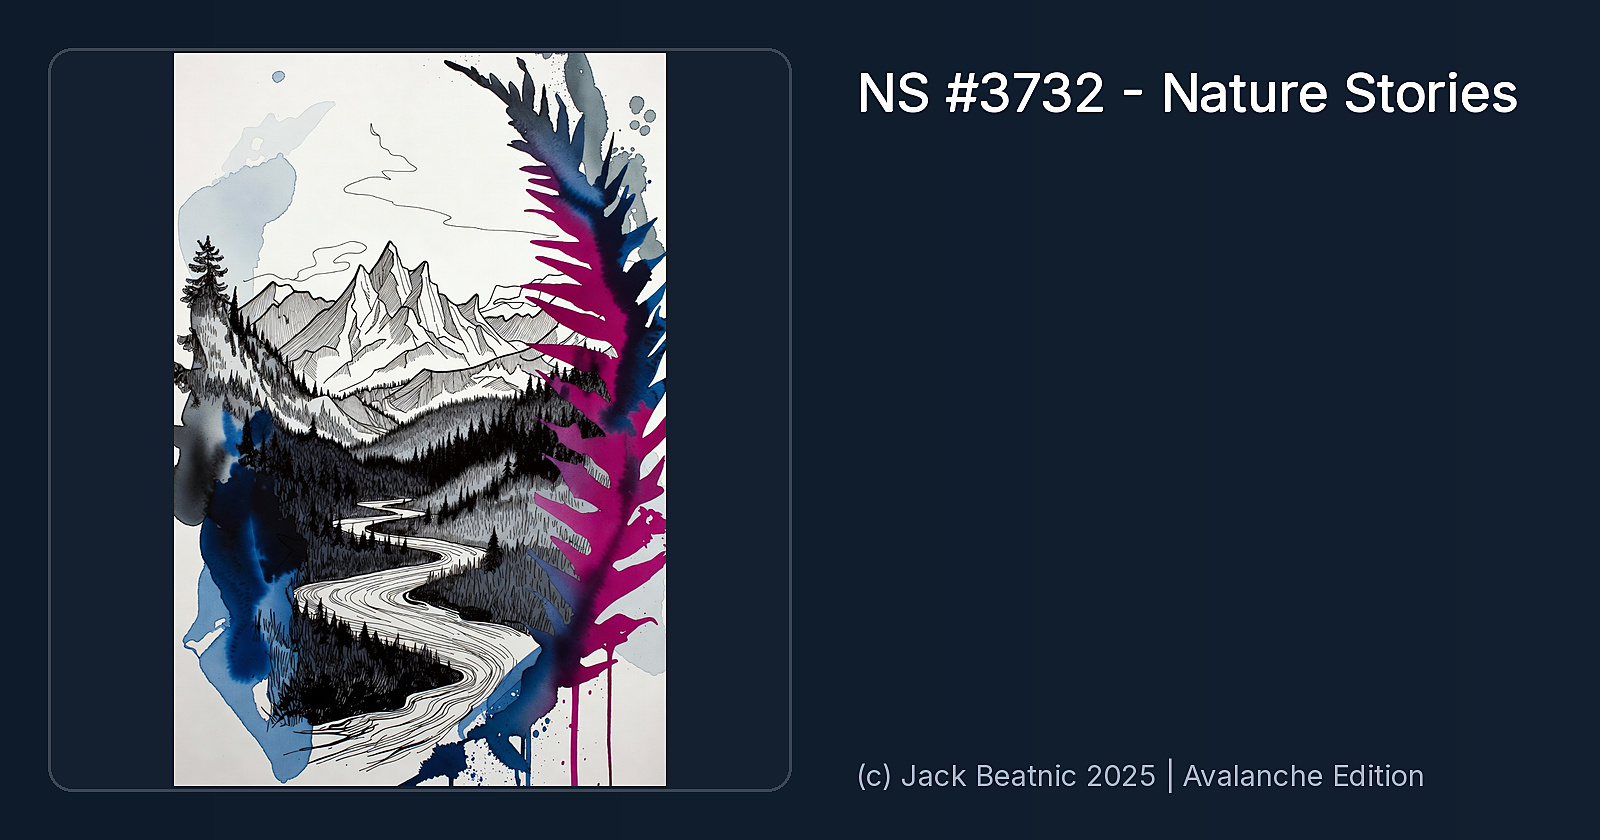 NS #3732 - Nature Stories
(c) Jack Beatnic 2025 | Avalanche Edition